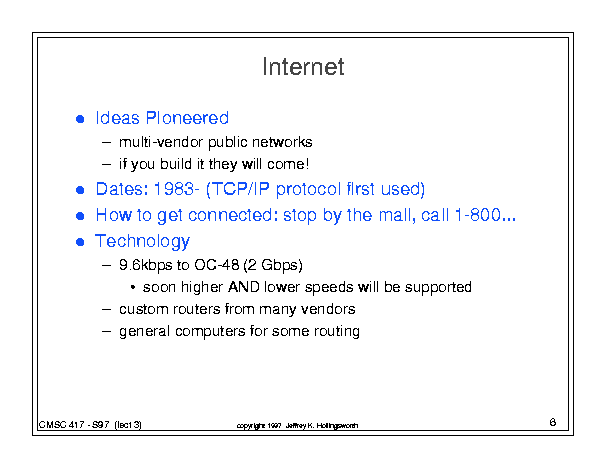 Internet
● Ideas PIoneered
– multi-vendor public networks
– if you build it they will come!
● Dates: 1983- (TCP/IP protocol first used)
● How to get connected: stop by the mall, call 1-800...
● Technology
– 9.6kbps to OC-48 (2 Gbps)
• soon higher AND lower speeds will be supported
– custom routers from many vendors
– general computers for some routing
CMSC 417 - S97 (lect 3)
copyright 1997 Jeffrey K. Hollingsworth
6